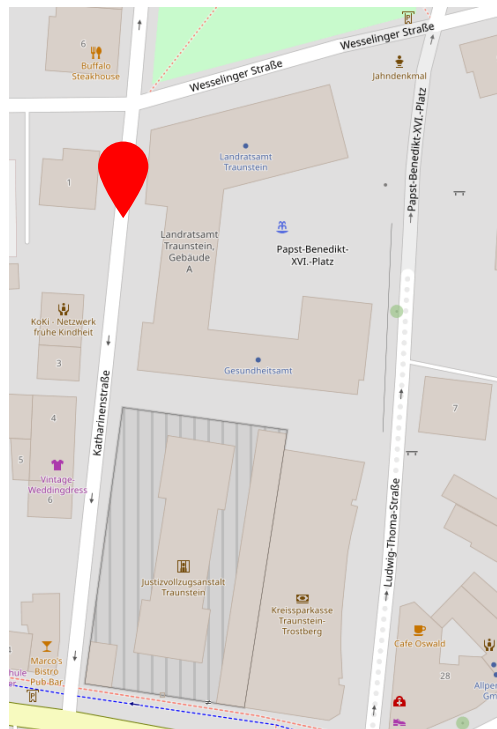 6
Buffalo
Steakhouse
Wesselinger Straße
Wesselinger Straße
Jahndenkmal
Landratsamt
Traunstein
1
Landratsamt
Traunstein,
Gebäude
A
Papst-Benedikt-
XVI.-Platz
Papst-Benedikt-XVI.-Platz
KoKi - Netzwerk
frühe Kindheit
3
Gesundheitsamt
Katharinenstraße
4
7
5
Vintage-
Weddingdress
6
Ludwig-Thoma-Straße
Justizvollzugsanstalt
Traunstein
Kreissparkasse
Traunstein-
Trostberg
Cafe Oswald
Marco's
Bistro
Pub Bar
28